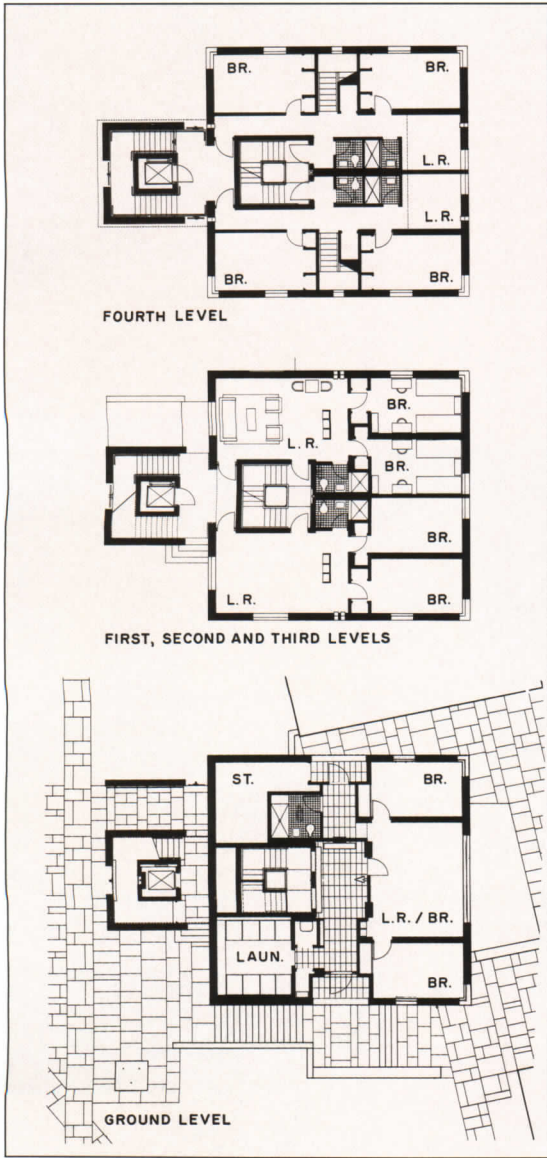 BR.
BR.
L.R.
L.R.
BR.
BR.
FOURTH LEVEL
BR.
L.R.
BR.
BR.
L.R.
BR.
FIRST, SECOND AND THIRD LEVELS
ST.
BR.
L.R./BR.
LAUN.
BR.
GROUND LEVEL